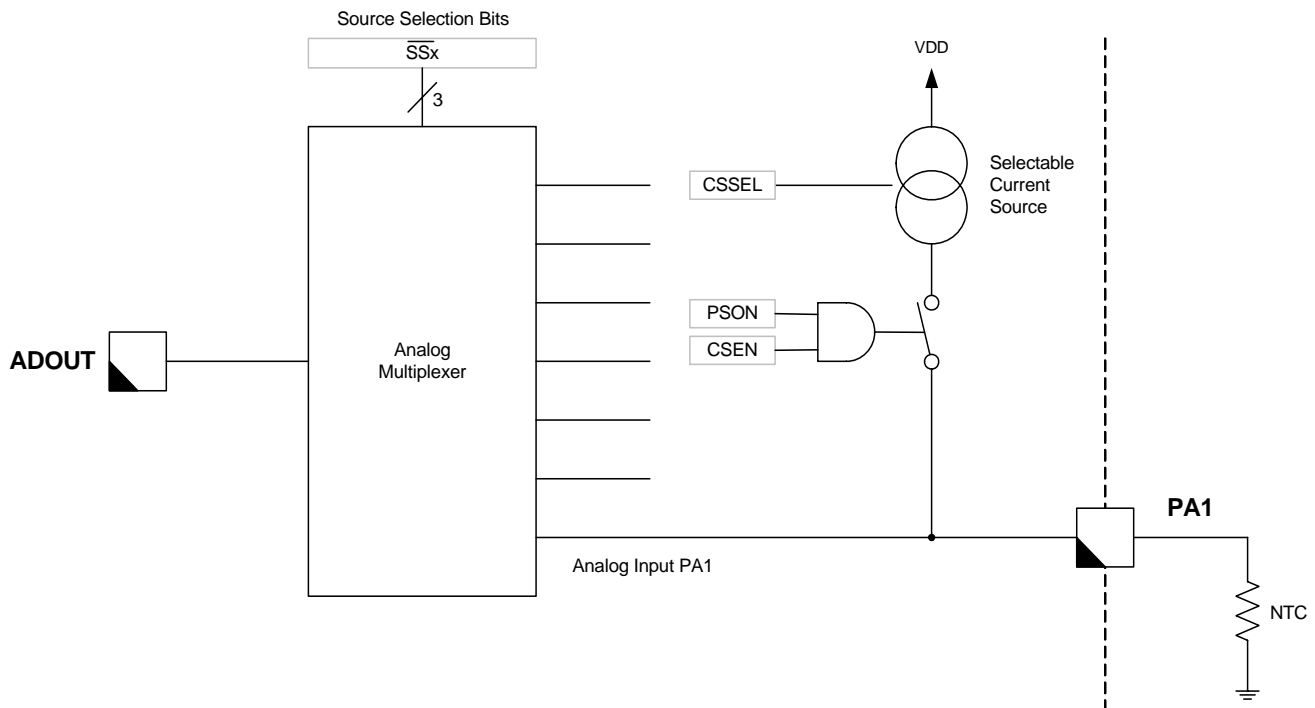 Source Selection Bits
SSx
3
VDD
Selectable
Current
Source
CSSEL
PSON
CSEN
Analog
Multiplexer
ADOUT
PA1
Analog Input PA1
NTC